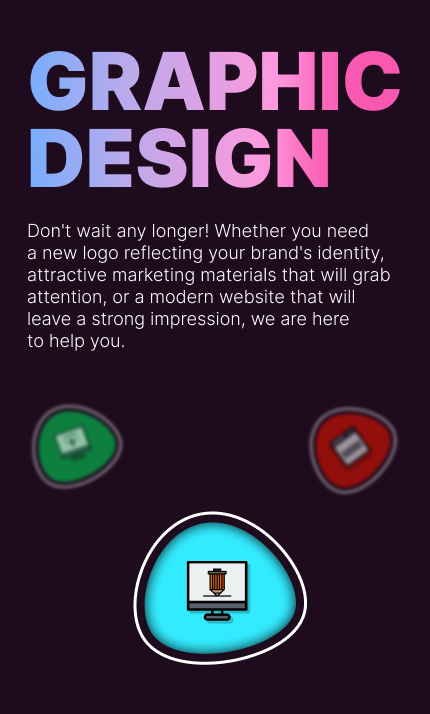 GRAPHIC
DESIGN
Don't wait any longer! Whether you need
a new logo reflecting your brand's identity,
attractive marketing materials that will grab
attention, or a modern website that will
leave a strong impression, we are here
to help you.